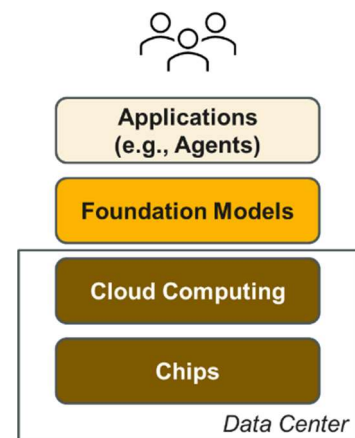 Applications
(e.g., Agents)
Foundation Models
Cloud Computing
Chips
Data Center